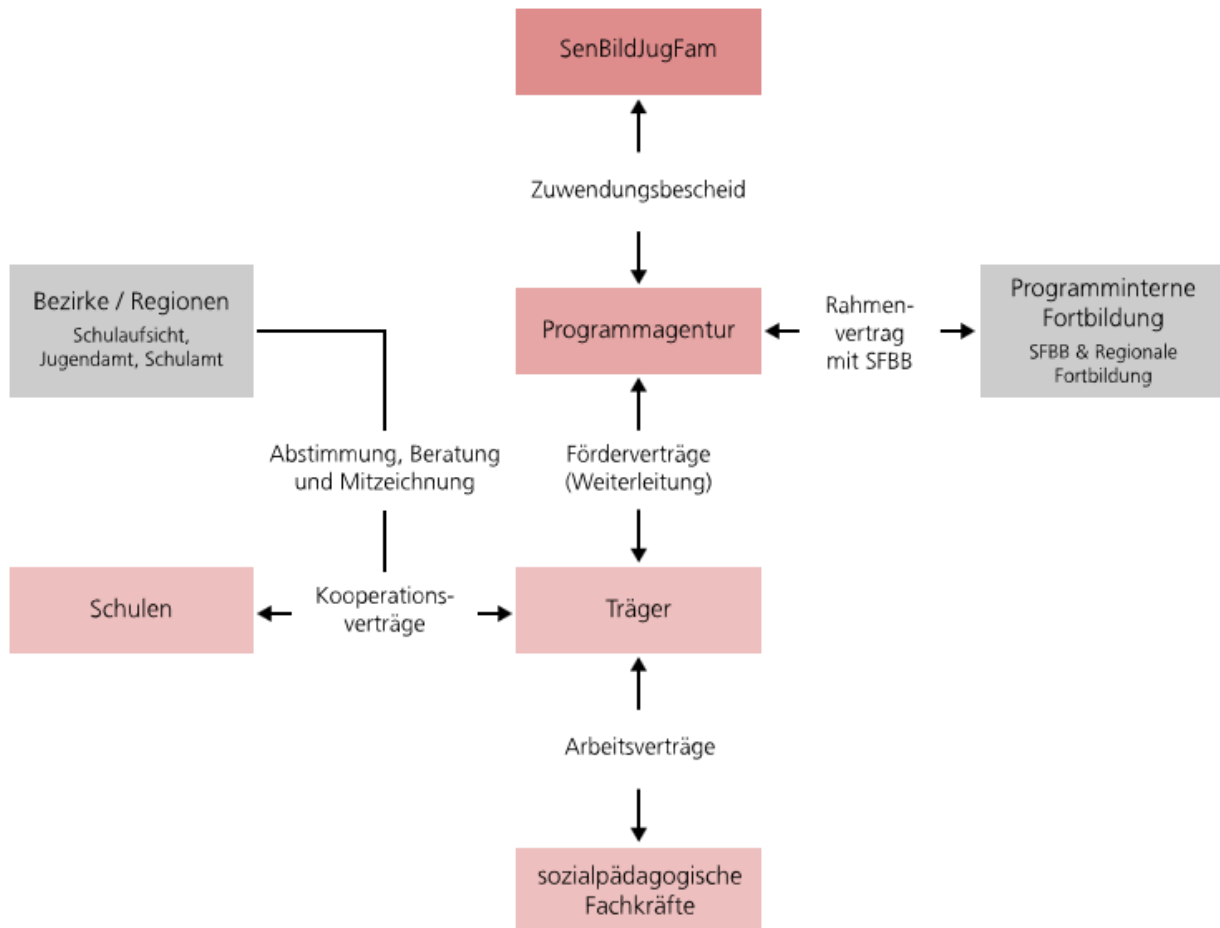 SenBildJugFam
Zuwendungsbescheid
Bezirke / Regionen
Schulaufsicht,
Jugendamt, Schulamt
Programmagentur
Rahmen-
vertrag
mit SFBB
Programminterne
Fortbildung
SFBB & Regionale
Fortbildung
Abstimmung, Beratung
und Mitzeichnung
Förderverträge
(Weiterleitung)
Schulen
Kooperations-
verträge
Träger
Arbeitsverträge
sozialpädagogische
Fachkräfte